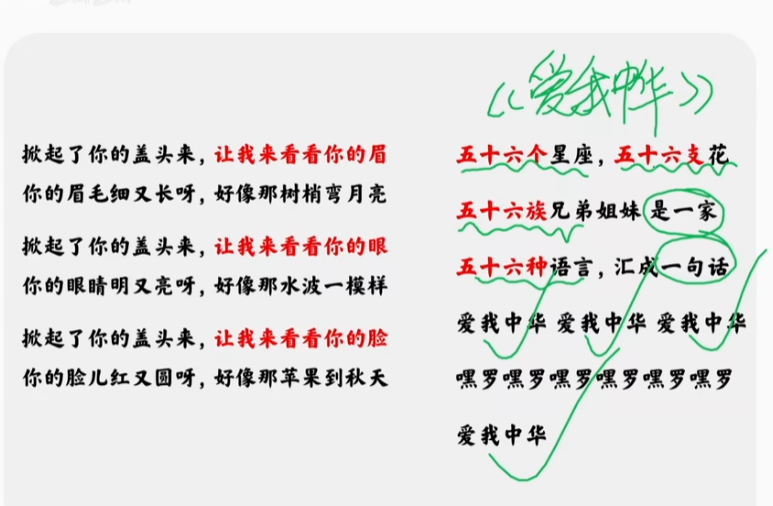 《爱我中华》
掀起了你的盖头来，让我来看看你的眉
你的眉毛细又长呀，好像那树梢弯月亮
掀起了你的盖头来，让我来看看你的眼
你的眼睛明又亮呀，好像那水波一模样
掀起了你的盖头来，让我来看看你的脸
你的脸儿红又圆呀，好像那苹果到秋天
五十六个星座，五十六支花
五十六族兄弟姐妹是一家
五十六种语言，汇成一句话
爱我中华 爱我中华 爱我中华
嘿罗嘿罗嘿罗嘿罗嘿罗嘿罗
爱我中华